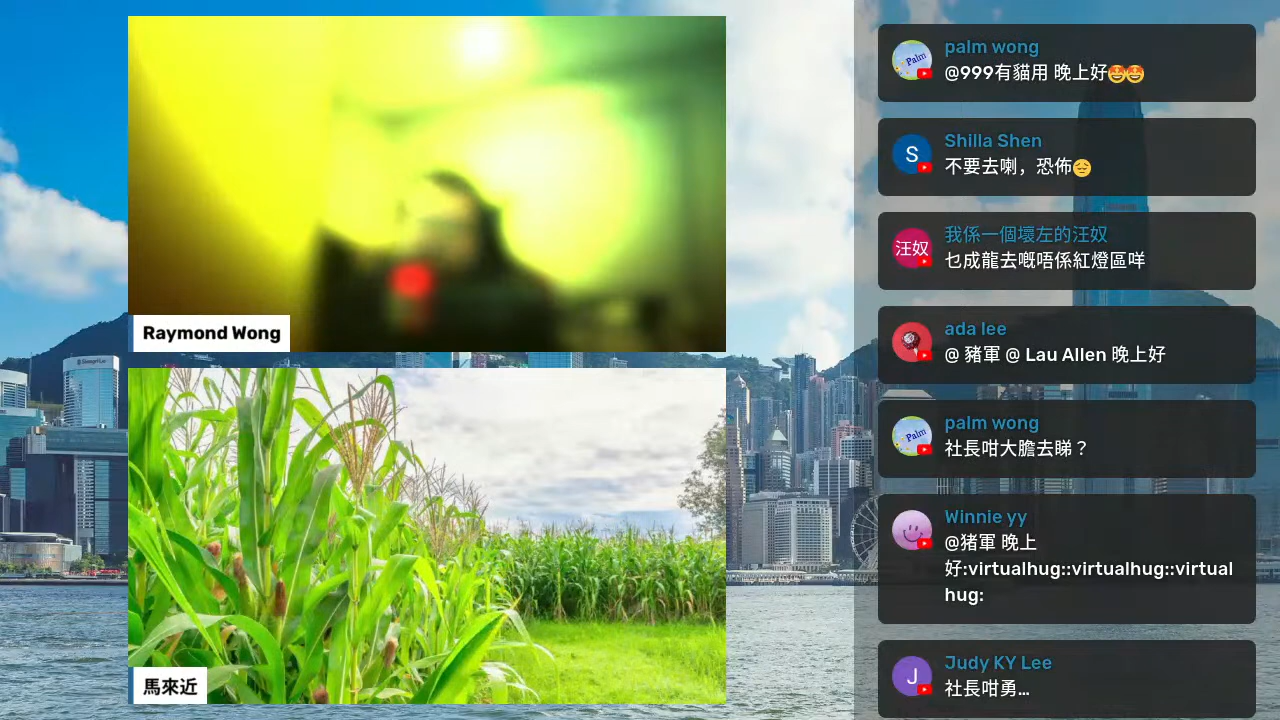 Raymond Wong
馬來近
palm wong
@999有貓用 晚上好🤩🤩
S
Shilla Shen
不要去喇，恐佈😔
汪奴
我係一個壞左的汪奴
乜成龍去嘅唔係紅燈區咩
ada lee
@ 豬軍 @ Lau Allen 晚上好
palm wong
社長咁大膽去睇？
Winnie yy
@猪軍 晚上
好:virtualhug::virtualhug::virtual
hug:
J
Judy KY Lee
社長咁勇...